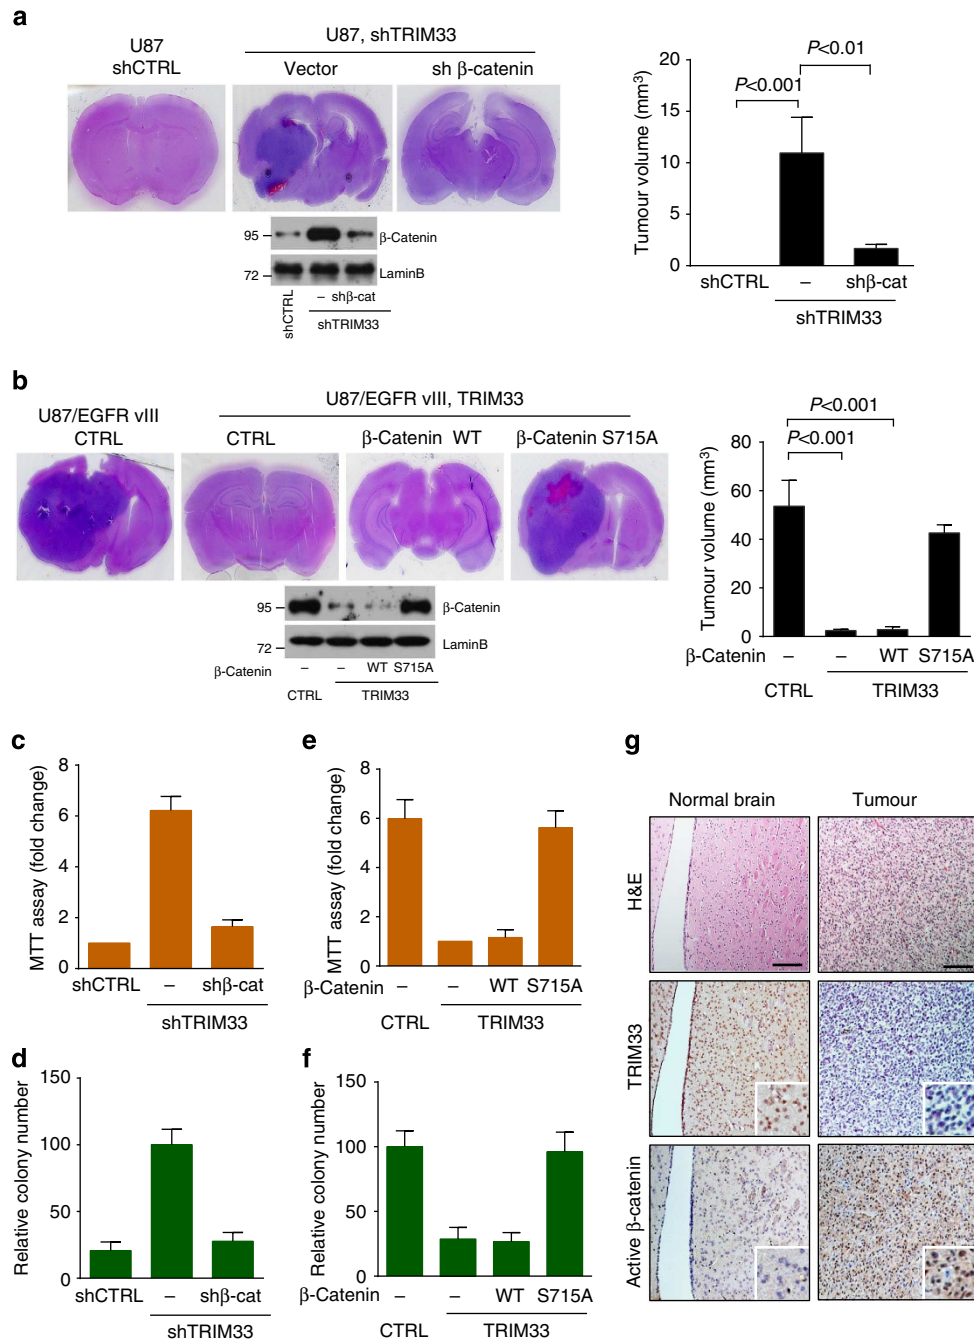 a
U87
shCTRL
U87, shTRIM33
Vector
sh β-catenin
95
72
β-Catenin
LaminB
shCTRL
– shβ-cat
shTRIM33
Tumour volume (mm³)
20
15
10
5
0
P<0.001
P<0.01
shCTRL – shβ-cat
shTRIM33
b
U87/EGFR vIII
CTRL
U87/EGFR vIII, TRIM33
CTRL
β-Catenin WT
β-Catenin S715A
95
72
β-Catenin
LaminB
β-Catenin – – WT S715A
CTRL TRIM33
Tumour volume (mm³)
80
60
40
20
0
P<0.001
P<0.001
β-Catenin – – WT S715A
CTRL TRIM33
c
MTT assay (fold change)
8
6
4
2
0
shCTRL – shβ-cat
shTRIM33
e
MTT assay (fold change)
8
6
4
2
0
β-Catenin – – WT S715A
CTRL TRIM33
d
Relative colony number
150
100
50
0
shCTRL – shβ-cat
shTRIM33
f
Relative colony number
150
100
50
0
β-Catenin – – WT S715A
CTRL TRIM33
g
Normal brain
Tumour
H&E
TRIM33
Active β-catenin